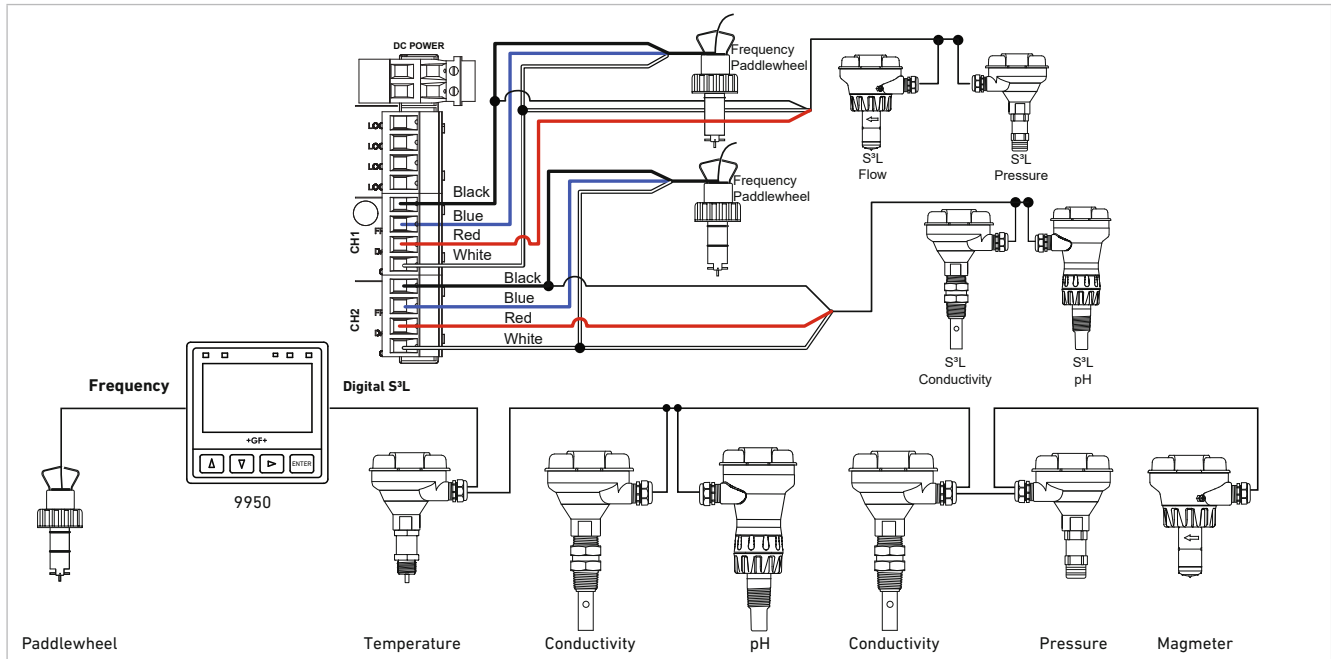 DC POWER
Frequency
Paddlewheel
S³L
Flow
S³L
Pressure
Black
Blue
Red
White
CH1
Frequency
Paddlewheel
Black
Blue
Red
White
CH2
S³L
Conductivity
S³L
pH
Frequency
Digital S³L
+GF+
ENTER
9950
Paddlewheel
Temperature
Conductivity
pH
Conductivity
Pressure
Magmeter